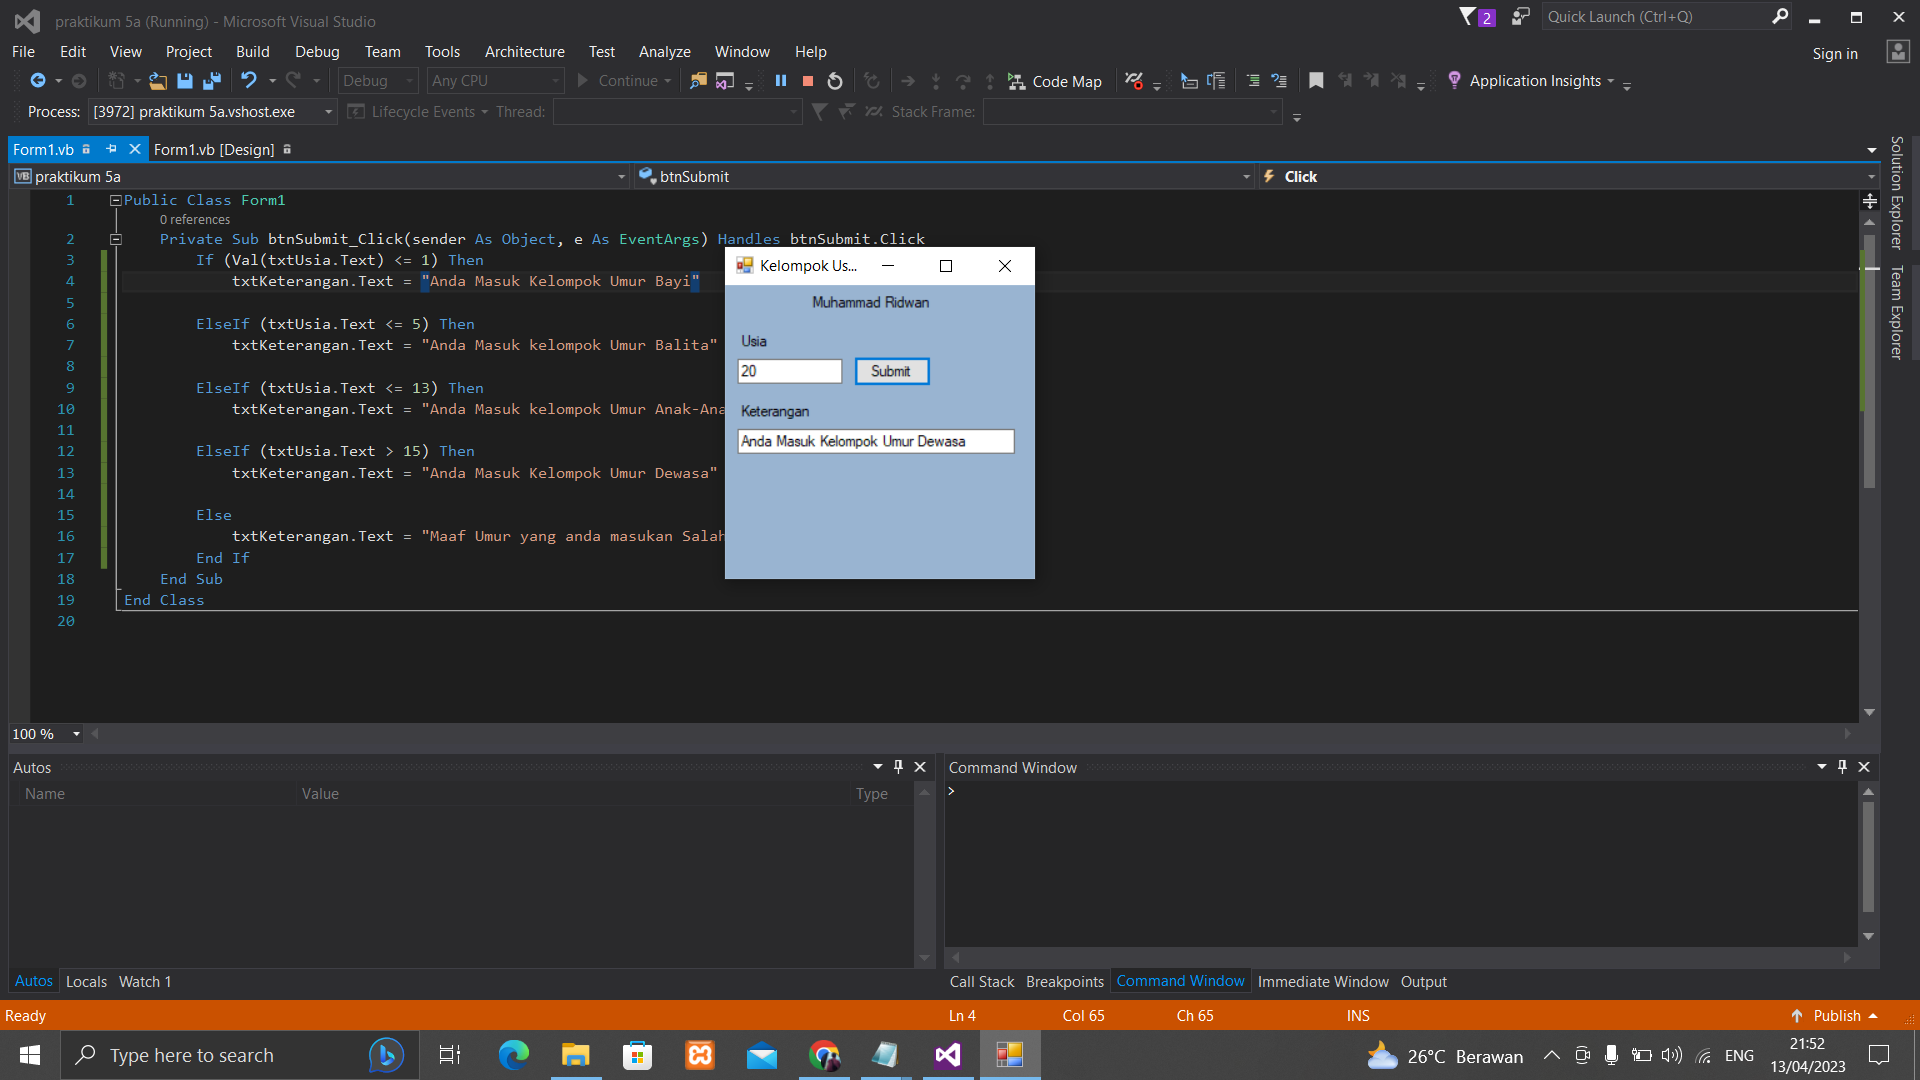 praktikum 5a (Running) - Microsoft Visual Studio
2
Quick Launch (Ctrl+Q)
File Edit View Project Build Debug Team Tools Architecture Test Analyze Window Help
Sign in
Debug Any CPU Continue Code Map Application Insights
Process: [3972] praktikum 5a.vshost.exe Lifecycle Events Thread: Stack Frame:
Form1.vb Form1.vb [Design]
VB praktikum 5a btnSubmit Click
Solution Explorer
Team Explorer
1 Public Class Form1
0 references
2 Private Sub btnSubmit_Click(sender As Object, e As EventArgs) Handles btnSubmit.Click
3 If (Val(txtUsia.Text) <= 1) Then
4 txtKeterangan.Text = "Anda Masuk Kelompok Umur Bayi"
5
6 ElseIf (txtUsia.Text <= 5) Then
7 txtKeterangan.Text = "Anda Masuk kelompok Umur Balita"
8
9 ElseIf (txtUsia.Text <= 13) Then
10 txtKeterangan.Text = "Anda Masuk kelompok Umur Anak-Ana
11
12 ElseIf (txtUsia.Text > 15) Then
13 txtKeterangan.Text = "Anda Masuk Kelompok Umur Dewasa"
14
15 Else
16 txtKeterangan.Text = "Maaf Umur yang anda masukan Salah
17 End If
18 End Sub
19 End Class
20
Kelompok Us...
Muhammad Ridwan
Usia
20 Submit
Keterangan
Anda Masuk Kelompok Umur Dewasa
100 %
Autos
Name Value Type
Command Window
>
Autos Locals Watch 1
Call Stack Breakpoints Command Window Immediate Window Output
Ready Ln 4 Col 65 Ch 65 INS Publish
Type here to search
26°C Berawan ENG
21:52
13/04/2023